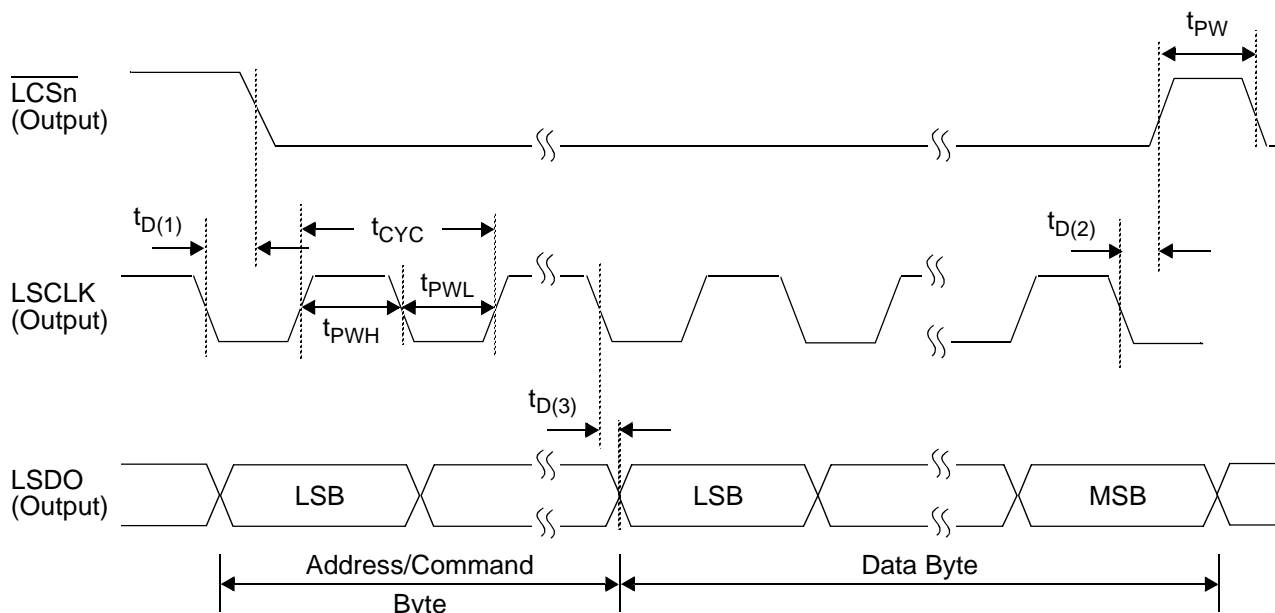 tPW
LCSn
(Output)
tD(1)
tCYC
tD(2)
LSCLK
(Output)
tPWL
tPWH
tD(3)
LSDO
(Output)
LSB
LSB
MSB
Address/Command
Byte
Data Byte